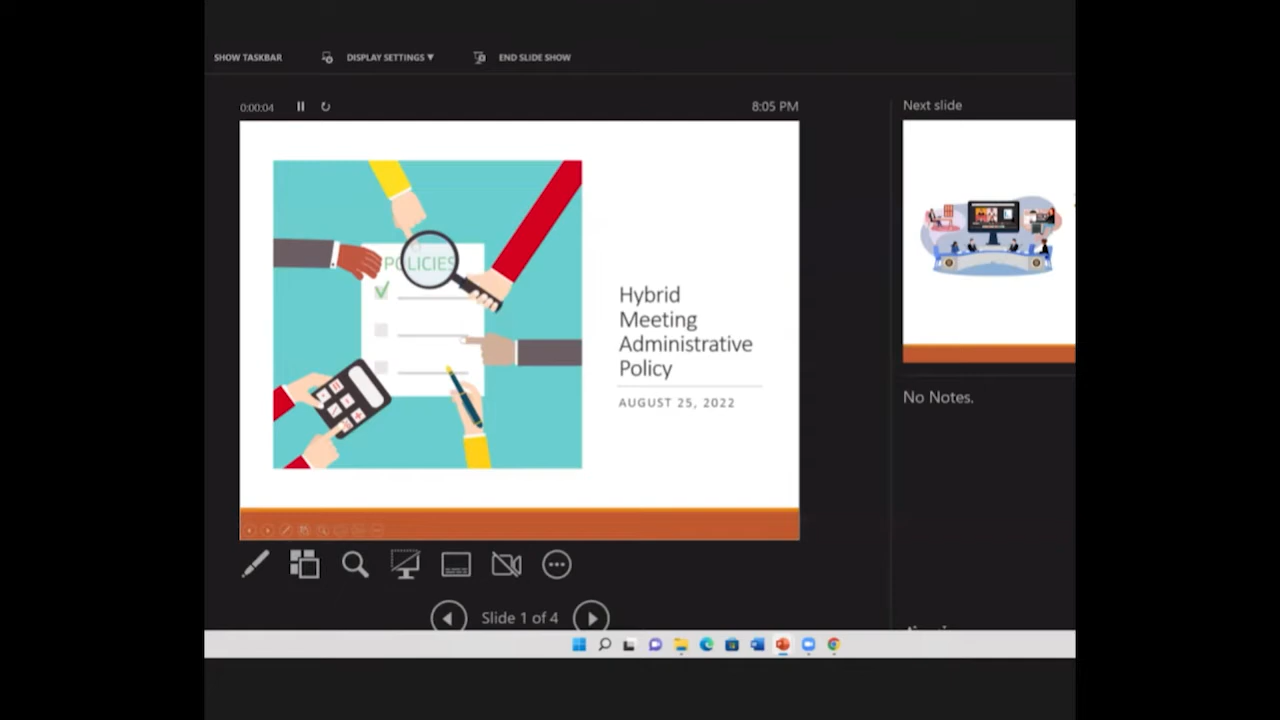 SHOW TASKBAR DISPLAY SETTINGS ▼ END SLIDE SHOW
0:00:04 8:05 PM
Next slide
POLICIES
Hybrid
Meeting
Administrative
Policy
AUGUST 25, 2022
No Notes.
Slide 1 of 4